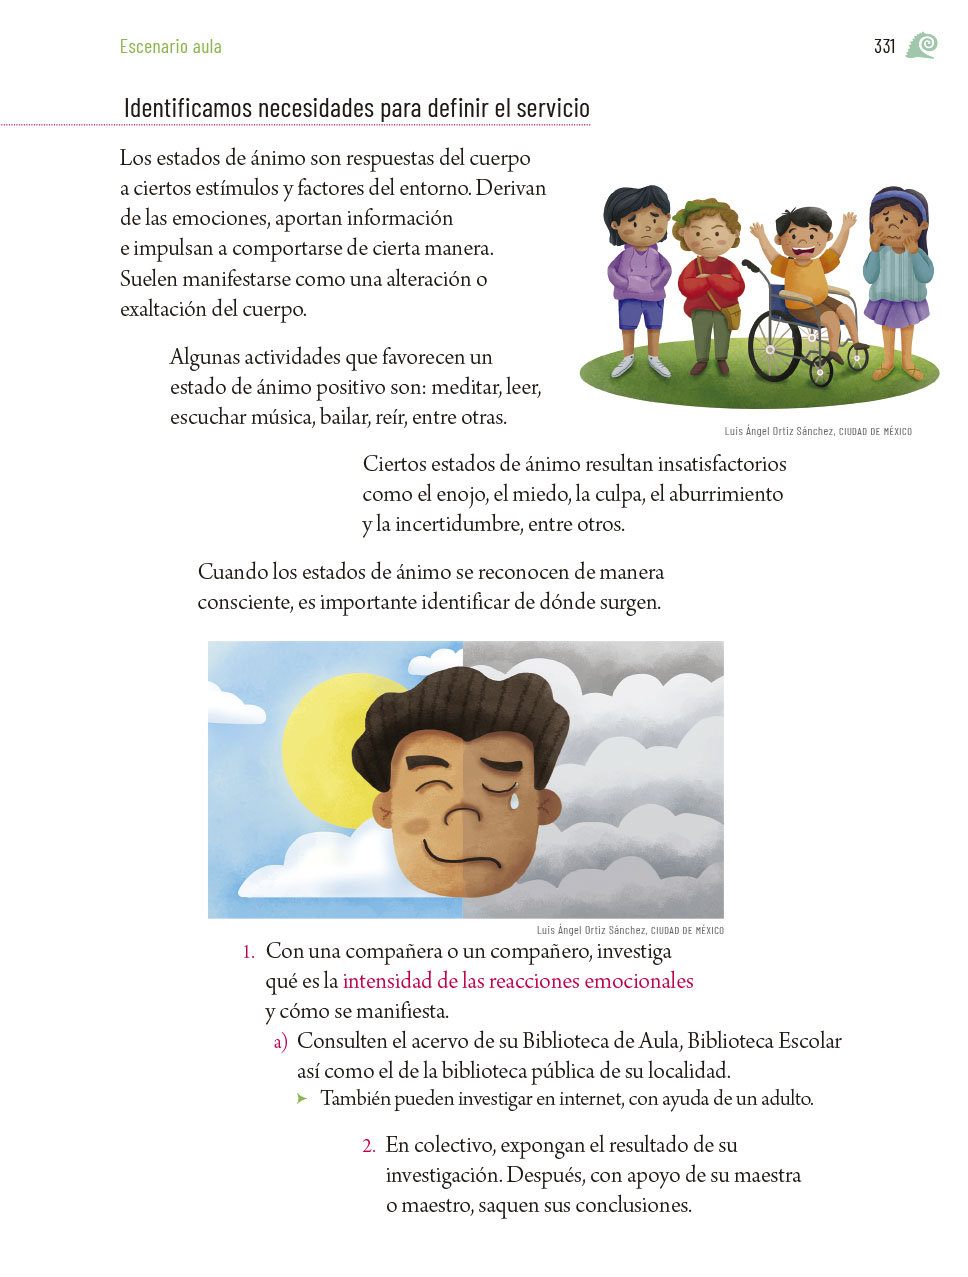 Escenario aula
331
Identificamos necesidades para definir el servicio
Los estados de ánimo son respuestas del cuerpo
a ciertos estímulos y factores del entorno. Derivan
de las emociones, aportan información
e impulsan a comportarse de cierta manera.
Suelen manifestarse como una alteración o
exaltación del cuerpo.
Algunas actividades que favorecen un
estado de ánimo positivo son: meditar, leer,
escuchar música, bailar, reír, entre otras.
Luis Ángel Ortiz Sánchez, CIUDAD DE MÉXICO
Ciertos estados de ánimo resultan insatisfactorios
como el enojo, el miedo, la culpa, el aburrimiento
y la incertidumbre, entre otros.
Cuando los estados de ánimo se reconocen de manera
consciente, es importante identificar de dónde surgen.
Luis Ángel Ortiz Sánchez, CIUDAD DE MÉXICO
1. Con una compañera o un compañero, investiga
qué es la intensidad de las reacciones emocionales
y cómo se manifiesta.
a) Consulten el acervo de su Biblioteca de Aula, Biblioteca Escolar
así como el de la biblioteca pública de su localidad.
➤ También pueden investigar en internet, con ayuda de un adulto.
2. En colectivo, expongan el resultado de su
investigación. Después, con apoyo de su maestra
o maestro, saquen sus conclusiones.